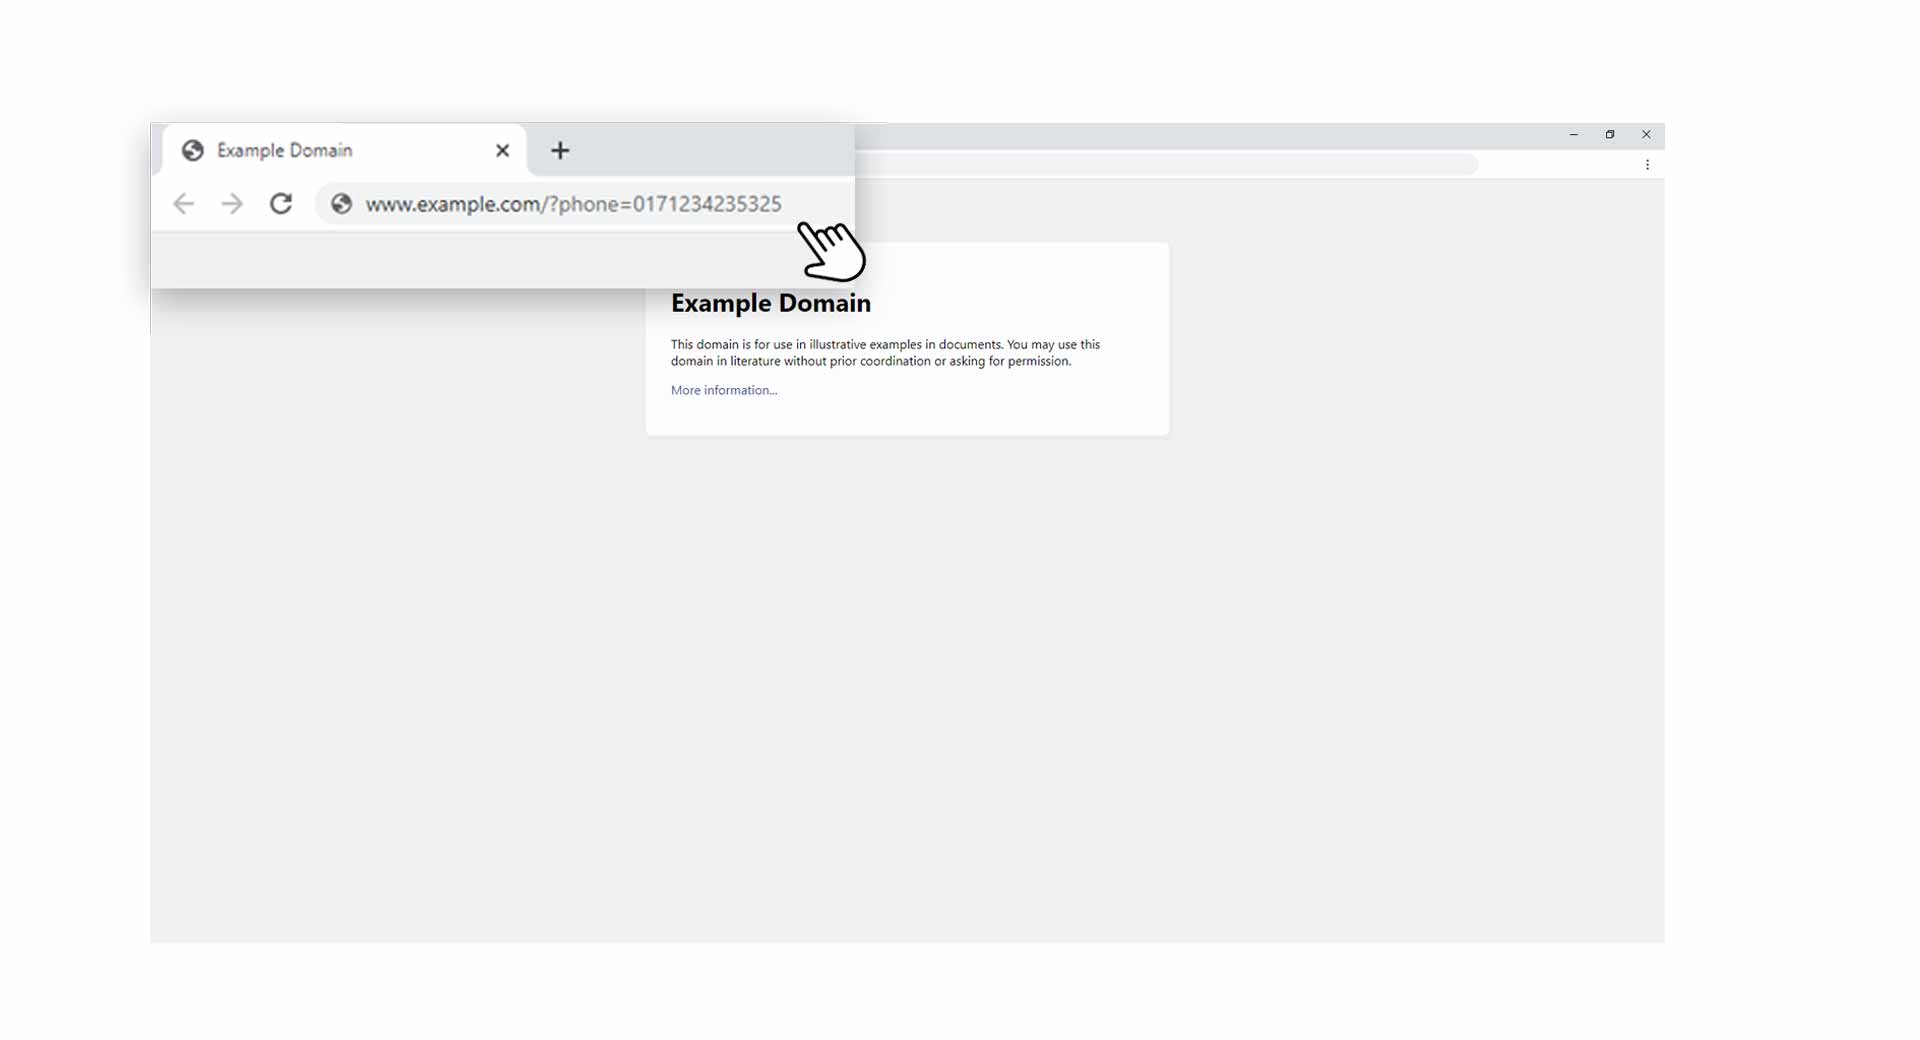 Example Domain
www.example.com/?phone=0171234235325
Example Domain
This domain is for use in illustrative examples in documents. You may use this
domain in literature without prior coordination or asking for permission.
More information...